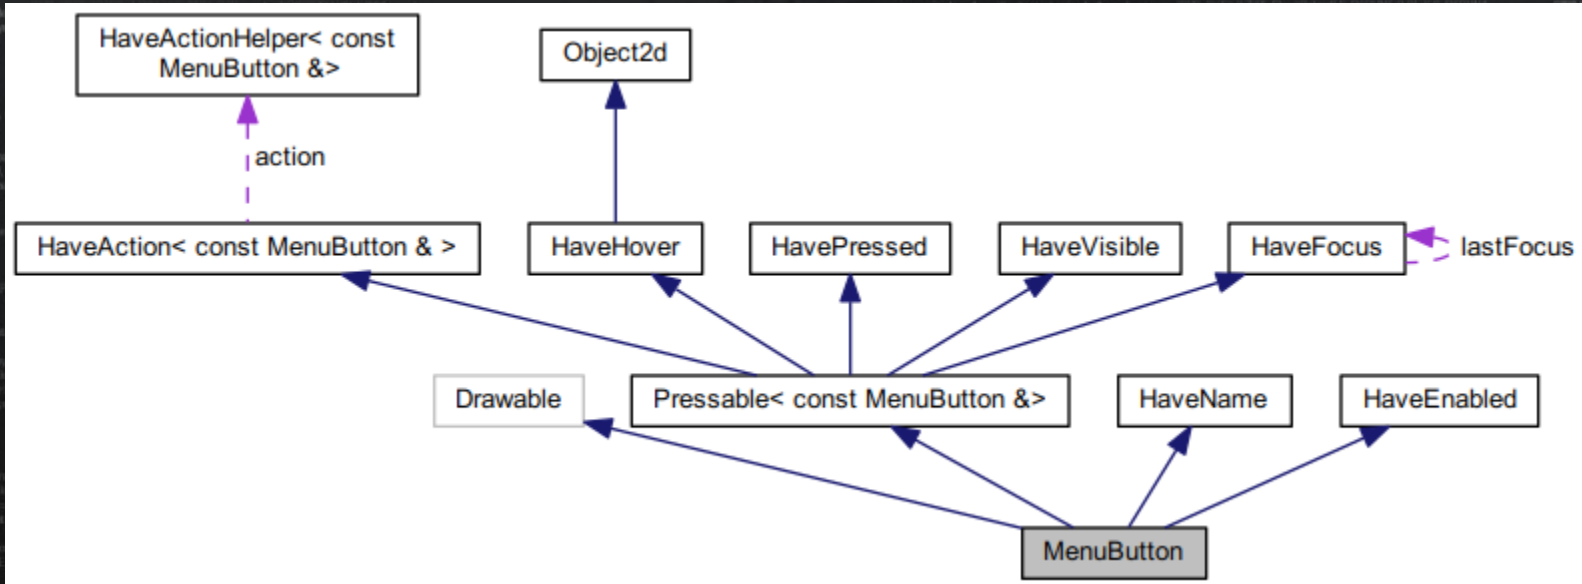 HaveActionHelper< const
MenuButton &>
Object2d
action
HaveAction< const MenuButton & >
HaveHover
HavePressed
HaveVisible
HaveFocus
lastFocus
Drawable
Pressable< const MenuButton &>
HaveName
HaveEnabled
MenuButton